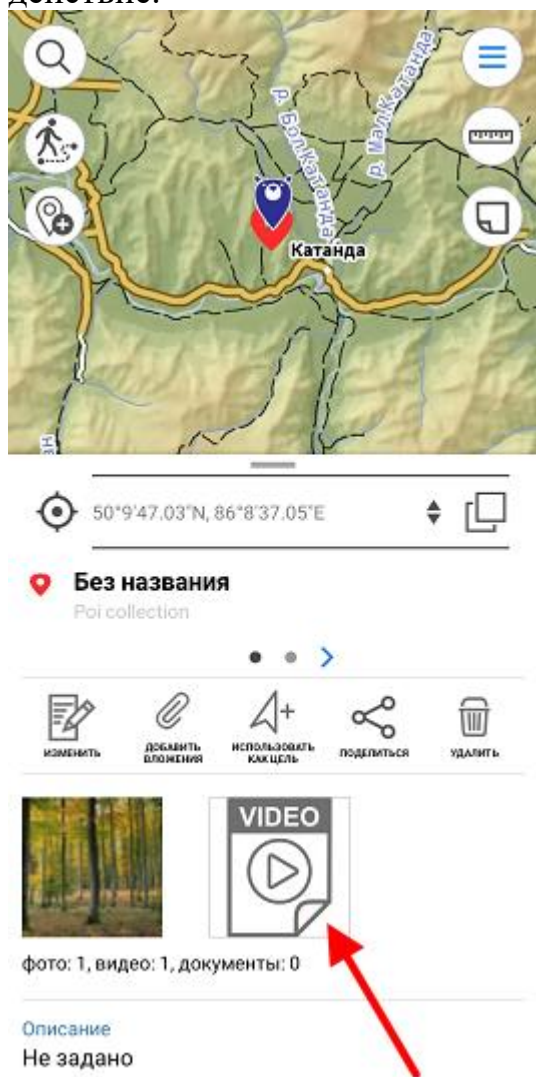 действие:
р. Мал.Катанда
р. Бол.Катанда
Катанда
50°9'47.03"N, 86°8'37.05"E
Без названия
Poi collection
ИЗМЕНИТЬ
ДОБАВИТЬ ВЛОЖЕНИЯ
ИСПОЛЬЗОВАТЬ КАК ЦЕЛЬ
ПОДЕЛИТЬСЯ
УДАЛИТЬ
VIDEO
фото: 1, видео: 1, документы: 0
Описание
Не задано